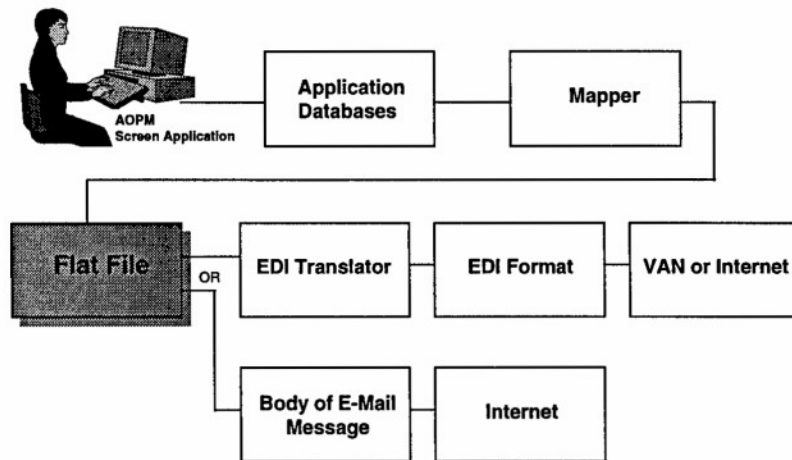 AOPM
Screen Application
Application
Databases
Mapper
Flat File
OR
EDI Translator
EDI Format
VAN or Internet
Body of E-Mail
Message
Internet